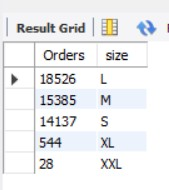 Result Grid
Orders size
18526 L
15385 M
14137 S
544 XL
28 XXL